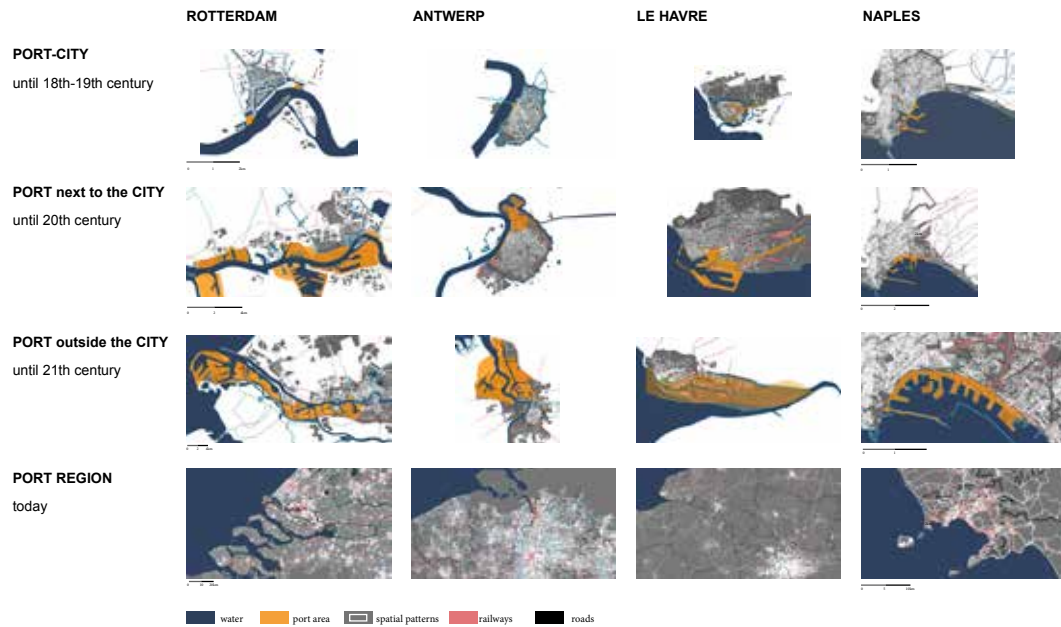 ROTTERDAM ANTWERP LE HAVRE NAPLES
PORT-CITY
until 18th-19th century
PORT next to the CITY
until 20th century
PORT outside the CITY
until 21th century
PORT REGION
today
water port area spatial patterns railways roads